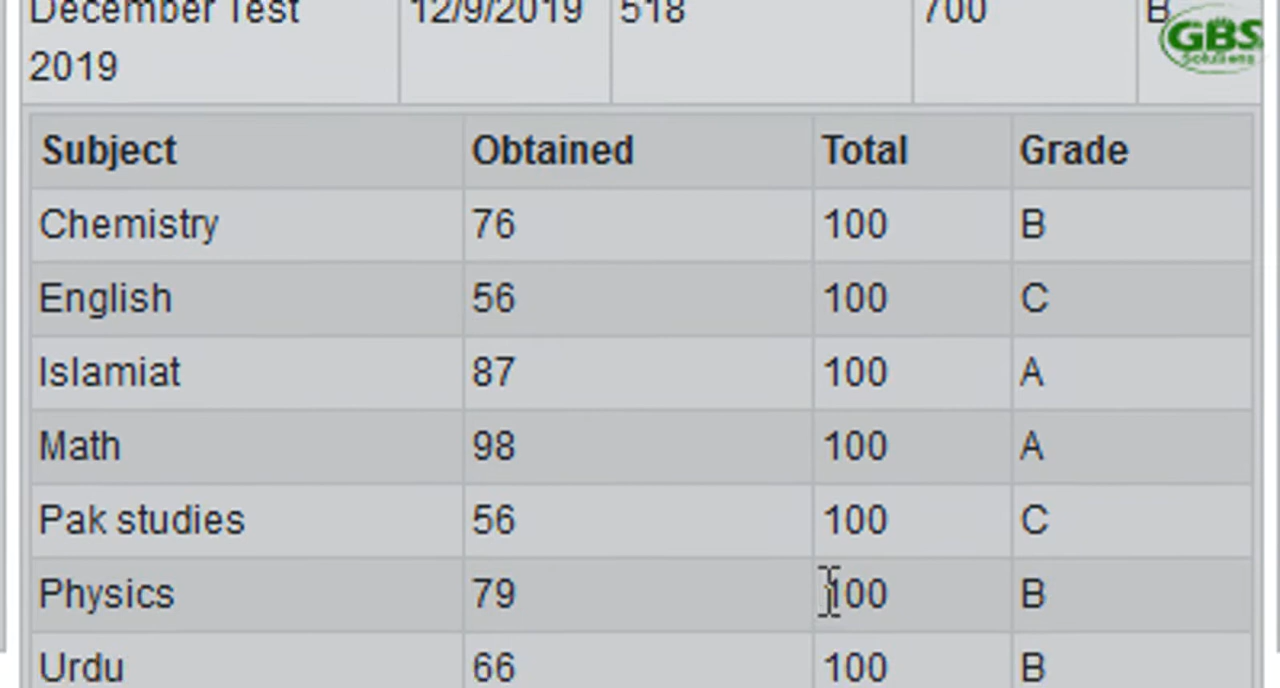 December Test 12/9/2019 518 700 B
2019
GBS
Solutions
Subject Obtained Total Grade
Chemistry 76 100 B
English 56 100 C
Islamiat 87 100 A
Math 98 100 A
Pak studies 56 100 C
Physics 79 100 B
Urdu 66 100 B